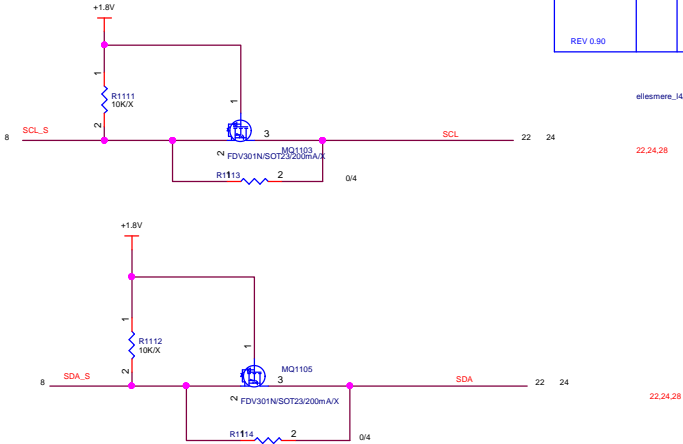 +1.8V
REV 0.90
1
R1111
10K/X
2
1
ellesmere_l4
8
SCL_S
3
SCL
22
24
MQ1103
2
FDV301N/SOT23/200mA/X
22,24,28
R1113
1
2
0/4
+1.8V
1
R1112
10K/X
2
1
MQ1105
8
SDA_S
3
SDA
22
24
2
FDV301N/SOT23/200mA/X
22,24,28
R1114
1
2
0/4